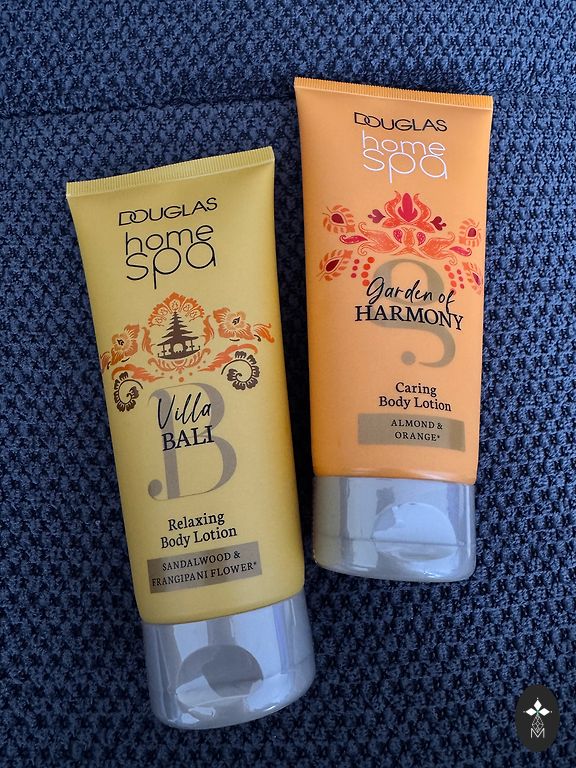 DOUGLAS
home
spa
Villa
BALI
B
Relaxing
Body Lotion
SANDALWOOD &
FRANGIPANI FLOWER*
DOUGLAS
home
spa
Garden of
HARMONY
g
Caring
Body Lotion
ALMOND &
ORANGE*
M